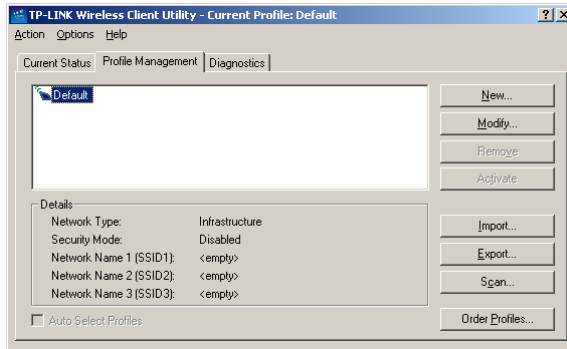 TP-LINK Wireless Client Utility - Current Profile: Default
Action Options Help
Current Status Profile Management Diagnostics
Default
New...
Modify...
Remove
Activate
Details
Network Type: Infrastructure
Security Mode: Disabled
Network Name 1 (SSID1): <empty>
Network Name 2 (SSID2): <empty>
Network Name 3 (SSID3): <empty>
Import...
Export...
Scan...
Auto Select Profiles
Order Profiles...